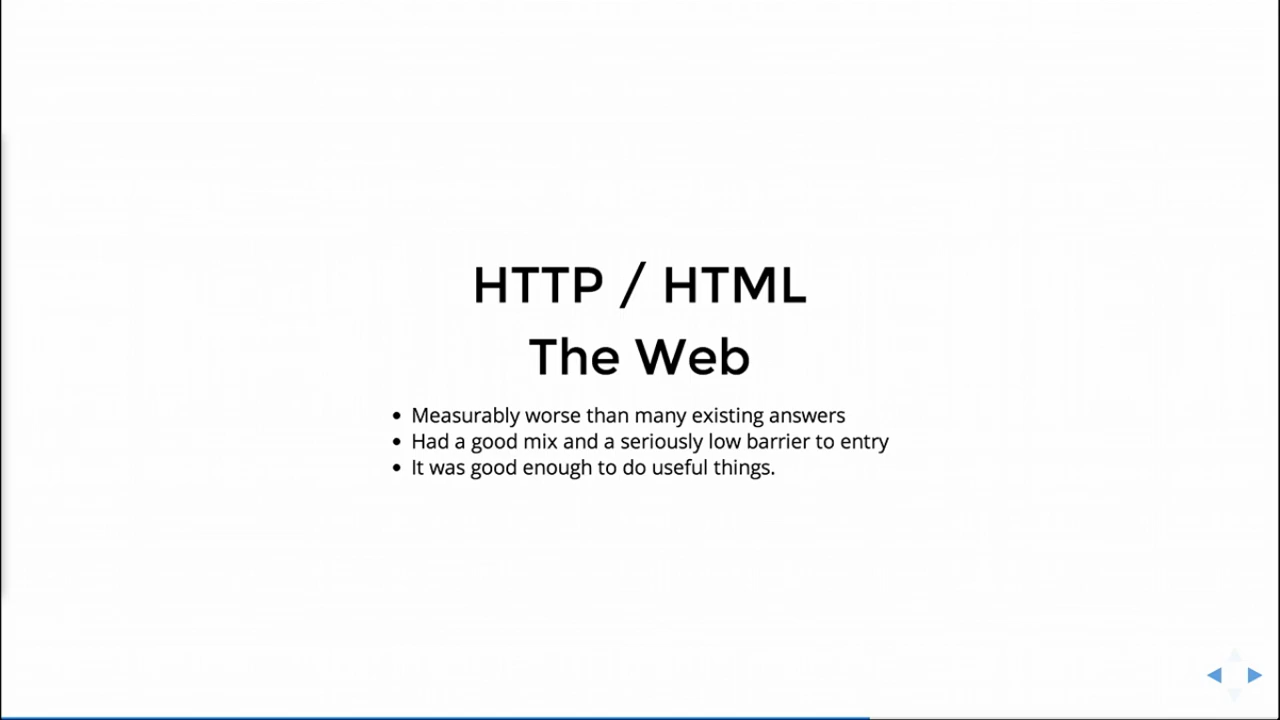 HTTP / HTML
The Web
• Measurably worse than many existing answers
• Had a good mix and a seriously low barrier to entry
• It was good enough to do useful things.